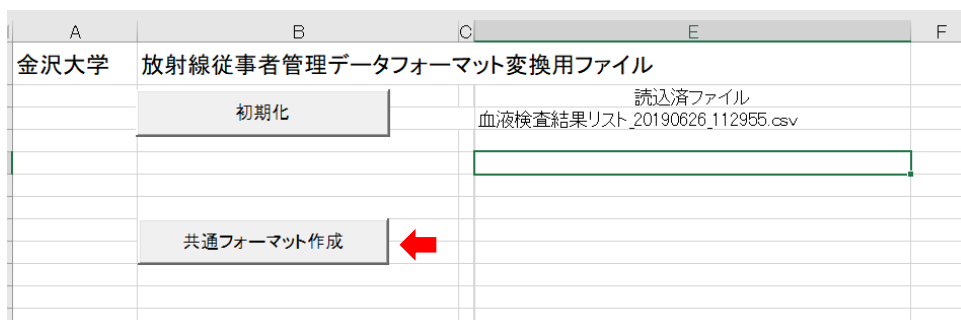 A B C E F
金沢大学 放射線従事者管理データフォーマット変換用ファイル
初期化
読込済ファイル
血液検査結果リスト_20190626_112955.csv
共通フォーマット作成